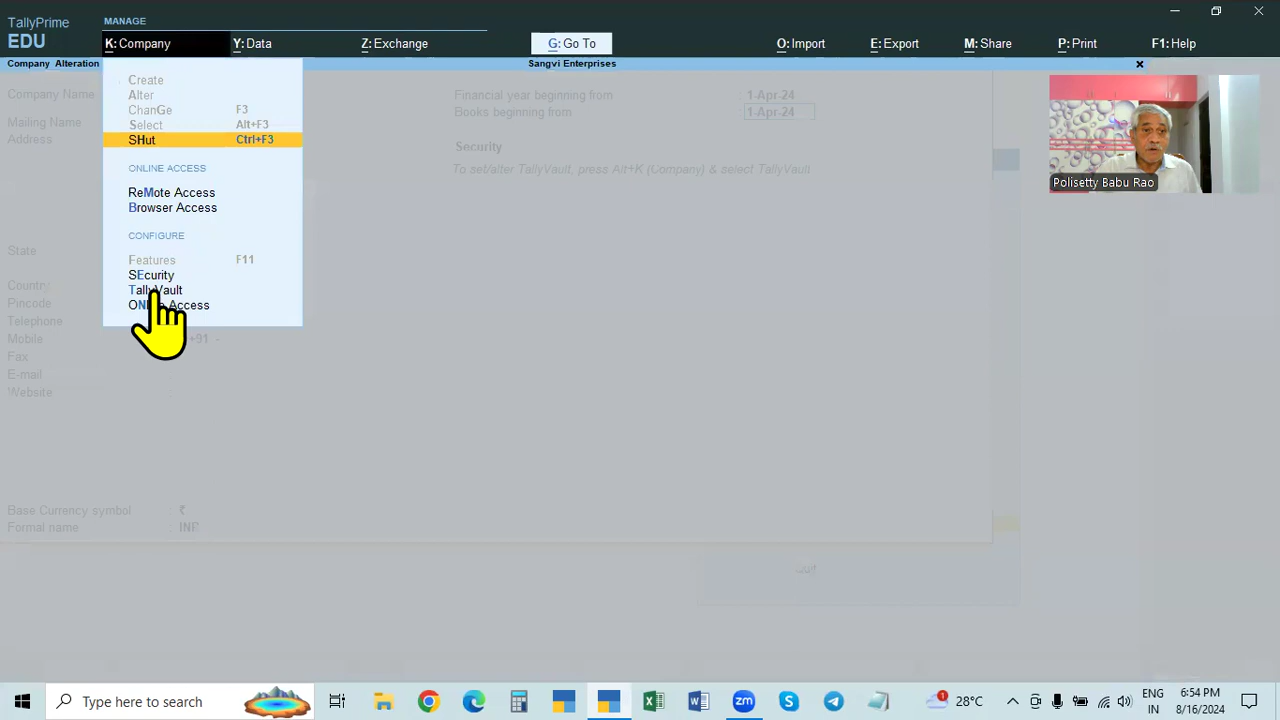 TallyPrime
EDU
MANAGE
K: Company
Y: Data
Z: Exchange
G: Go To
O: Import
E: Export
M: Share
P: Print
F1: Help
Company Alteration
Sangvi Enterprises
Company Name
Mailing Name
Address
State
Country
Pincode
Telephone
Mobile
+91 -
Fax
E-mail
Website
Base Currency symbol ₹
Formal name INR
Create
Alter
ChanGe F3
Select Alt+F3
SHut Ctrl+F3
ONLINE ACCESS
ReMote Access
Browser Access
CONFIGURE
Features F11
SEcurity
TallyVault
ONline Access
Financial year beginning from 1-Apr-24
Books beginning from 1-Apr-24
Security
To set/alter TallyVault, press Alt+K (Company) & select TallyVault
Polisetty Babu Rao
Type here to search
28°C
ENG
IN
6:54 PM
8/16/2024